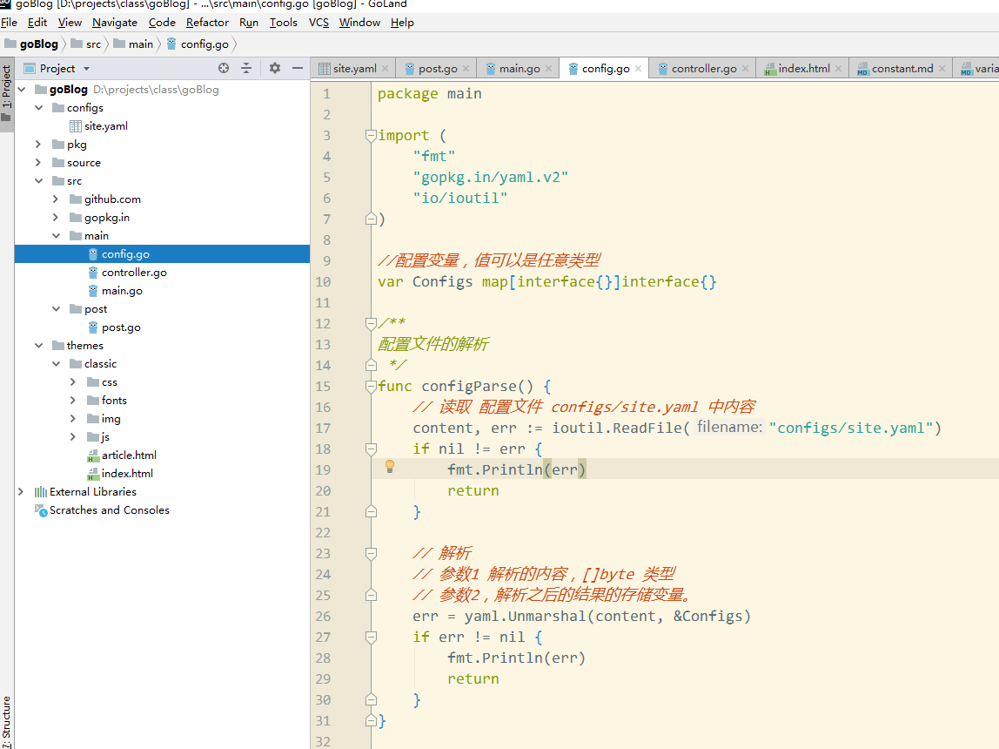 goBlog [D:\projects\class\goBlog] - ...\src\main\config.go [goBlog] - GoLand
File Edit View Navigate Code Refactor Run Tools VCS Window Help
goBlog src main config.go
Project
site.yaml post.go main.go config.go controller.go index.html constant.md varia
1: Project
7: Structure
goBlog D:\projects\class\goBlog
configs
site.yaml
pkg
source
src
github.com
gopkg.in
main
config.go
controller.go
main.go
post
post.go
themes
classic
css
fonts
img
js
article.html
index.html
External Libraries
Scratches and Consoles
1 package main
2
3 import (
4 "fmt"
5 "gopkg.in/yaml.v2"
6 "io/ioutil"
7 )
8
9 //配置变量，值可以是任意类型
10 var Configs map[interface{}]interface{}
11
12 /**
13 配置文件的解析
14 */
15 func configParse() {
16 // 读取 配置文件 configs/site.yaml 中内容
17 content, err := ioutil.ReadFile( filename: "configs/site.yaml")
18 if nil != err {
19 fmt.Println(err)
20 return
21 }
22
23 // 解析
24 // 参数1 解析的内容，[]byte 类型
25 // 参数2，解析之后的结果的存储变量。
26 err = yaml.Unmarshal(content, &Configs)
27 if err != nil {
28 fmt.Println(err)
29 return
30 }
31 }
32